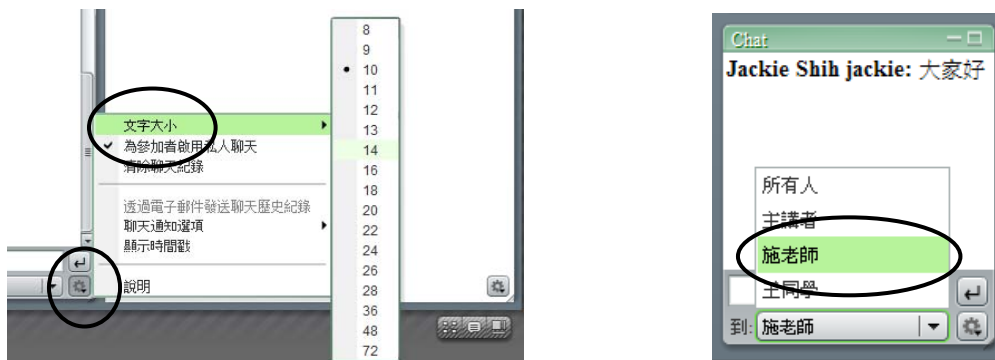 8
9
10
11
12
13
14
16
18
20
22
24
26
28
36
48
72
文字大小
為參加者啟用私人聊天
清除聊天紀錄
透過電子郵件發送聊天歷史紀錄
聊天通知選項
顯示時間戳
說明
Chat
Jackie Shih jackie: 大家好
所有人
主講者
施老師
王同學
到: 施老師